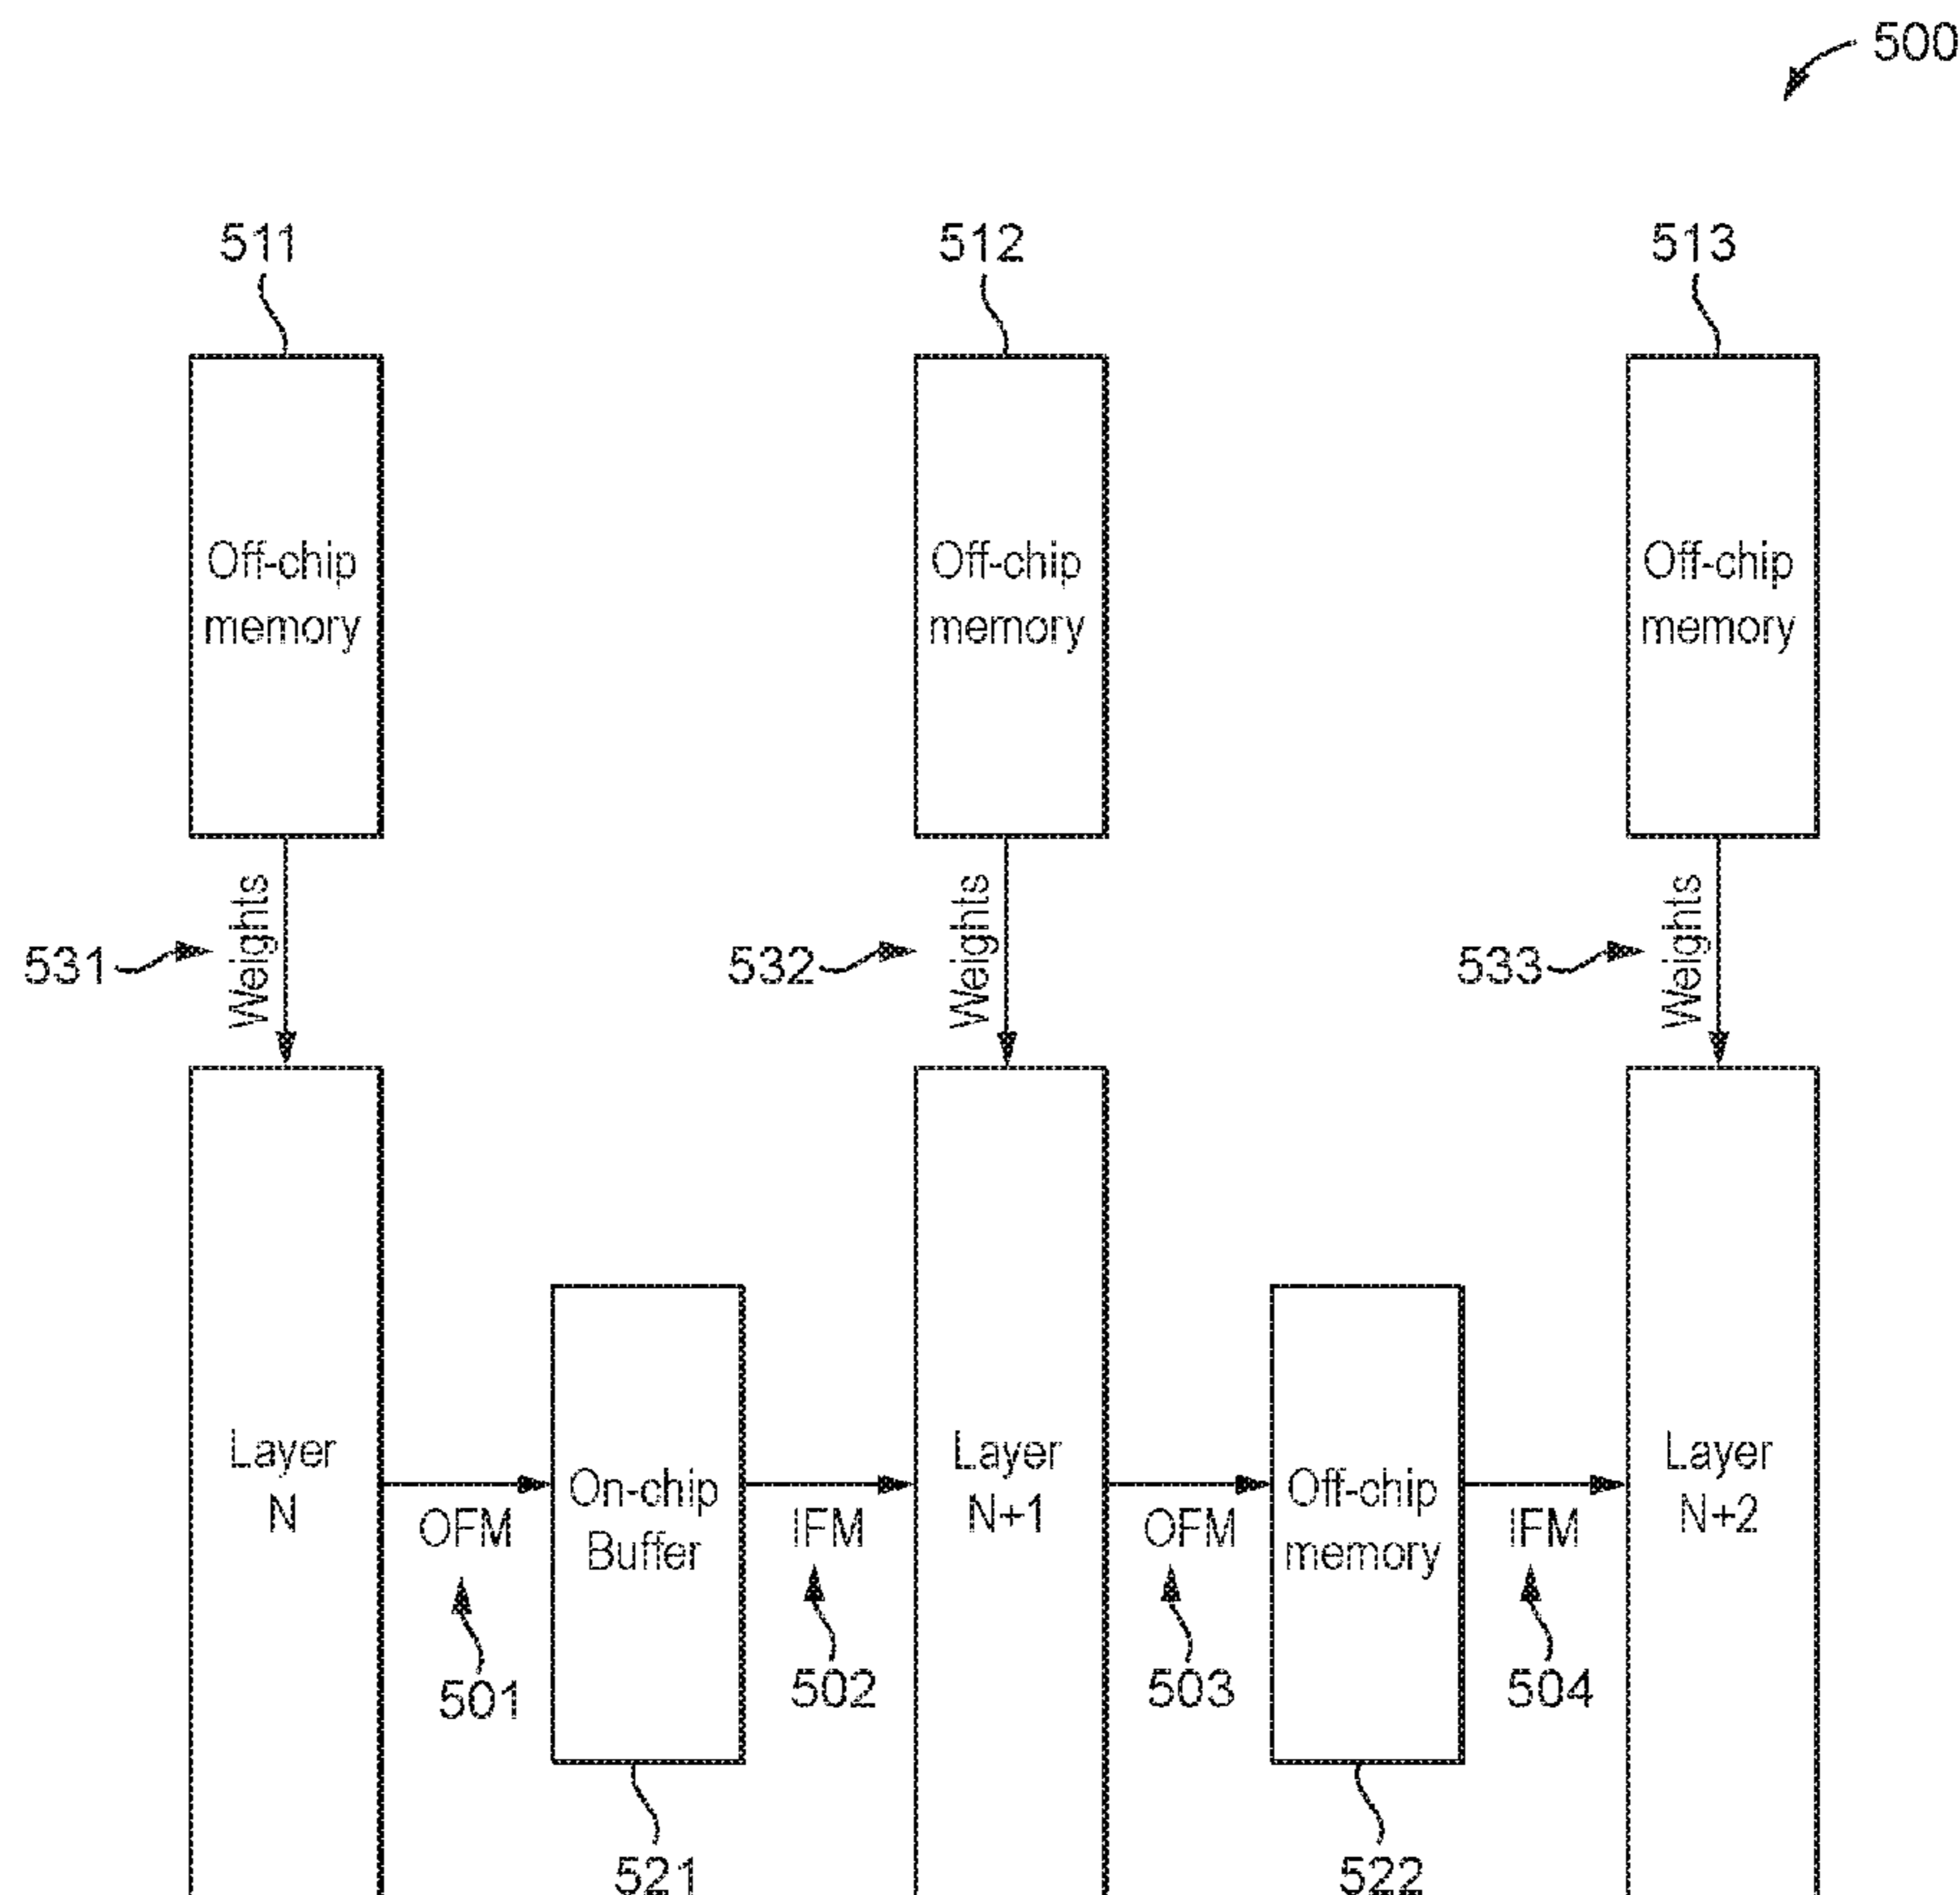 500
511
512
513
Off-chip
memory
Off-chip
memory
Off-chip
memory
531
Weights
532
Weights
533
Weights
Layer
N
OFM
501
On-chip
Buffer
IFM
502
Layer
N+1
OFM
503
Off-chip
memory
IFM
504
Layer
N+2
521
522